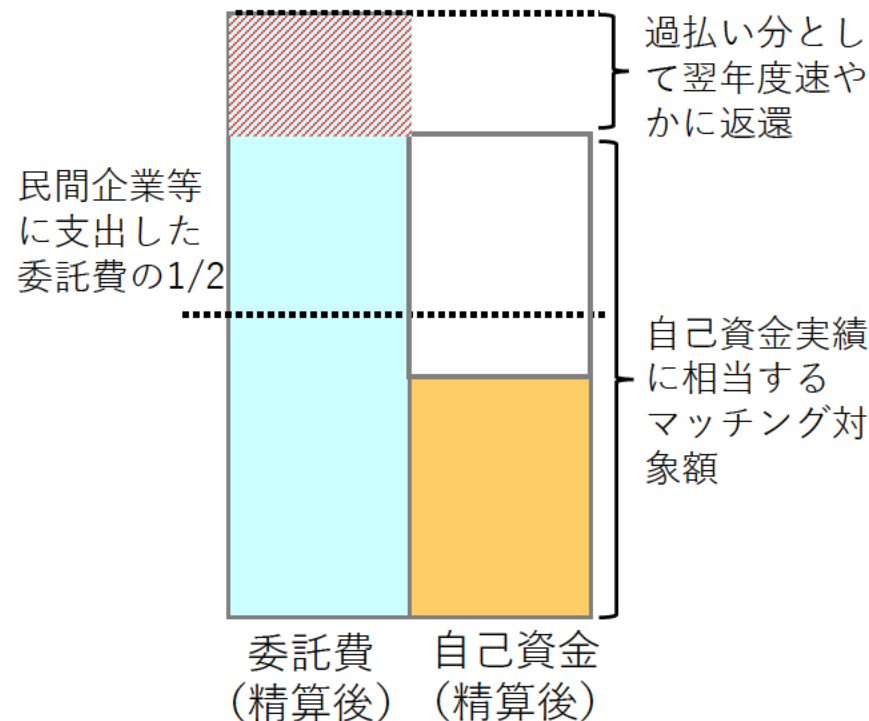 過払い分とし
て翌年度速や
かに返還
民間企業等
に支出した
委託費の1/2
自己資金実績
に相当する
マッチング対
象額
委託費
(精算後)
自己資金
(精算後)